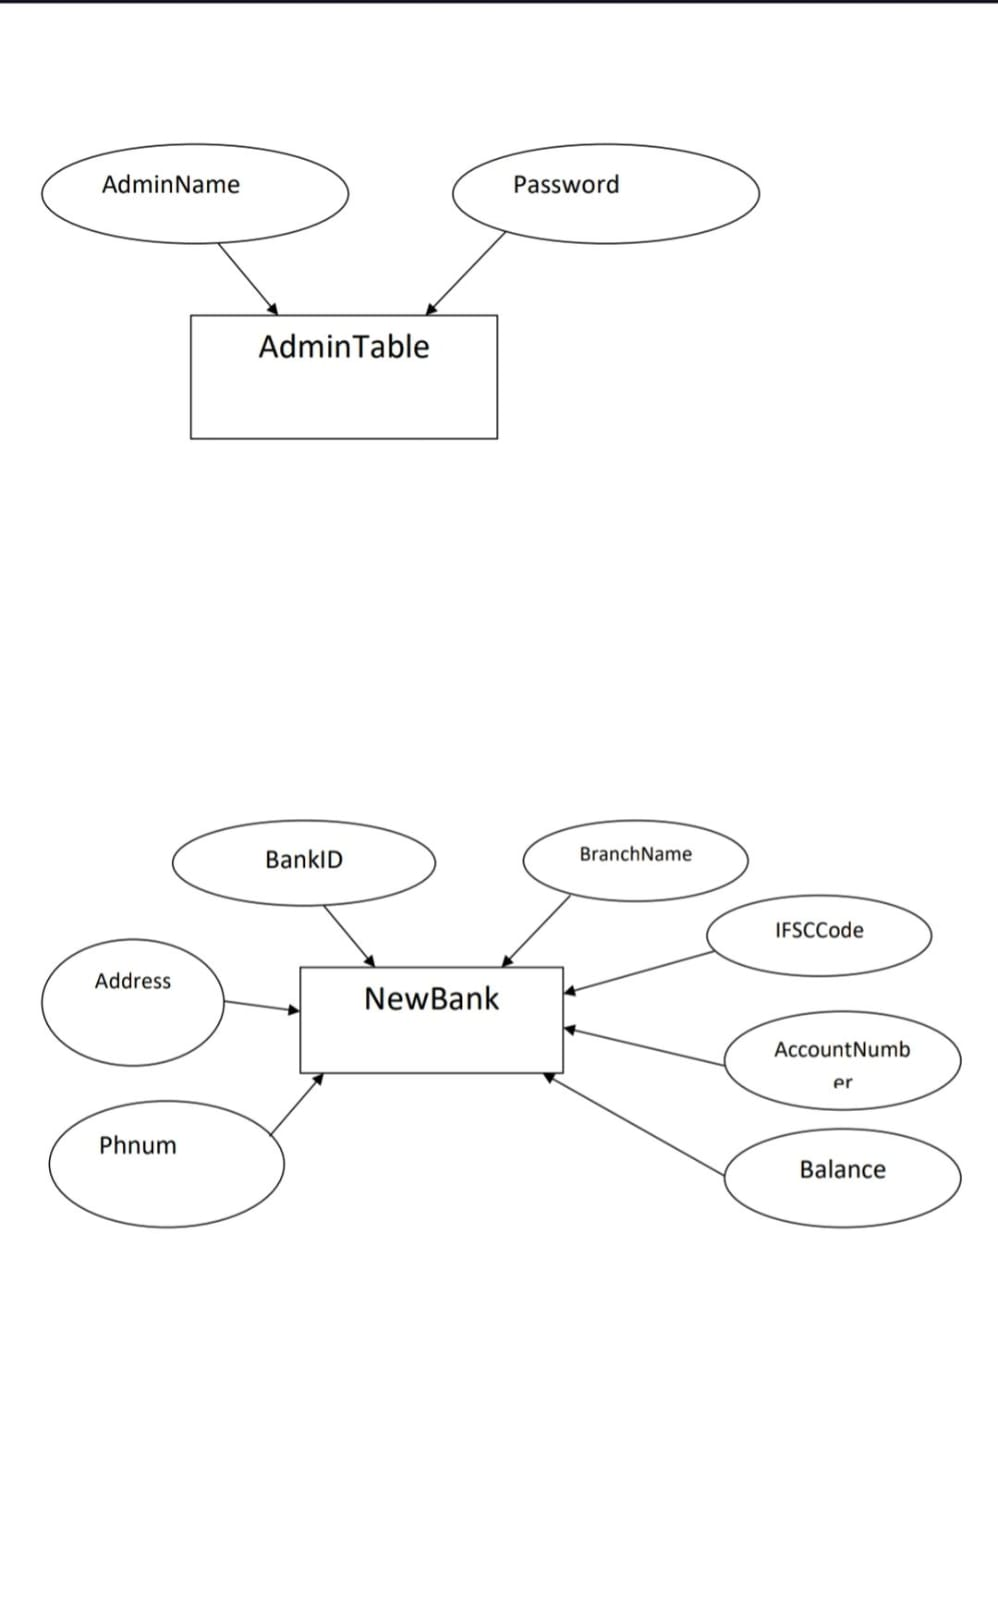 AdminName
Password
AdminTable
BankID
BranchName
IFSCCode
Address
NewBank
AccountNumb
er
Phnum
Balance